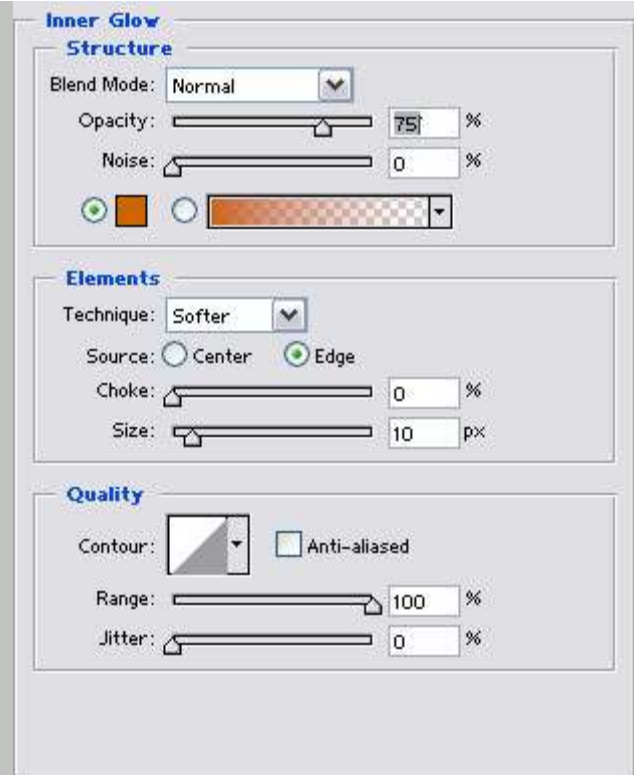 Inner Glow
Structure
Blend Mode: Normal
Opacity: 75 %
Noise: 0 %
Elements
Technique: Softer
Source: Center Edge
Choke: 0 %
Size: 10 px
Quality
Contour: Anti-aliased
Range: 100 %
Jitter: 0 %